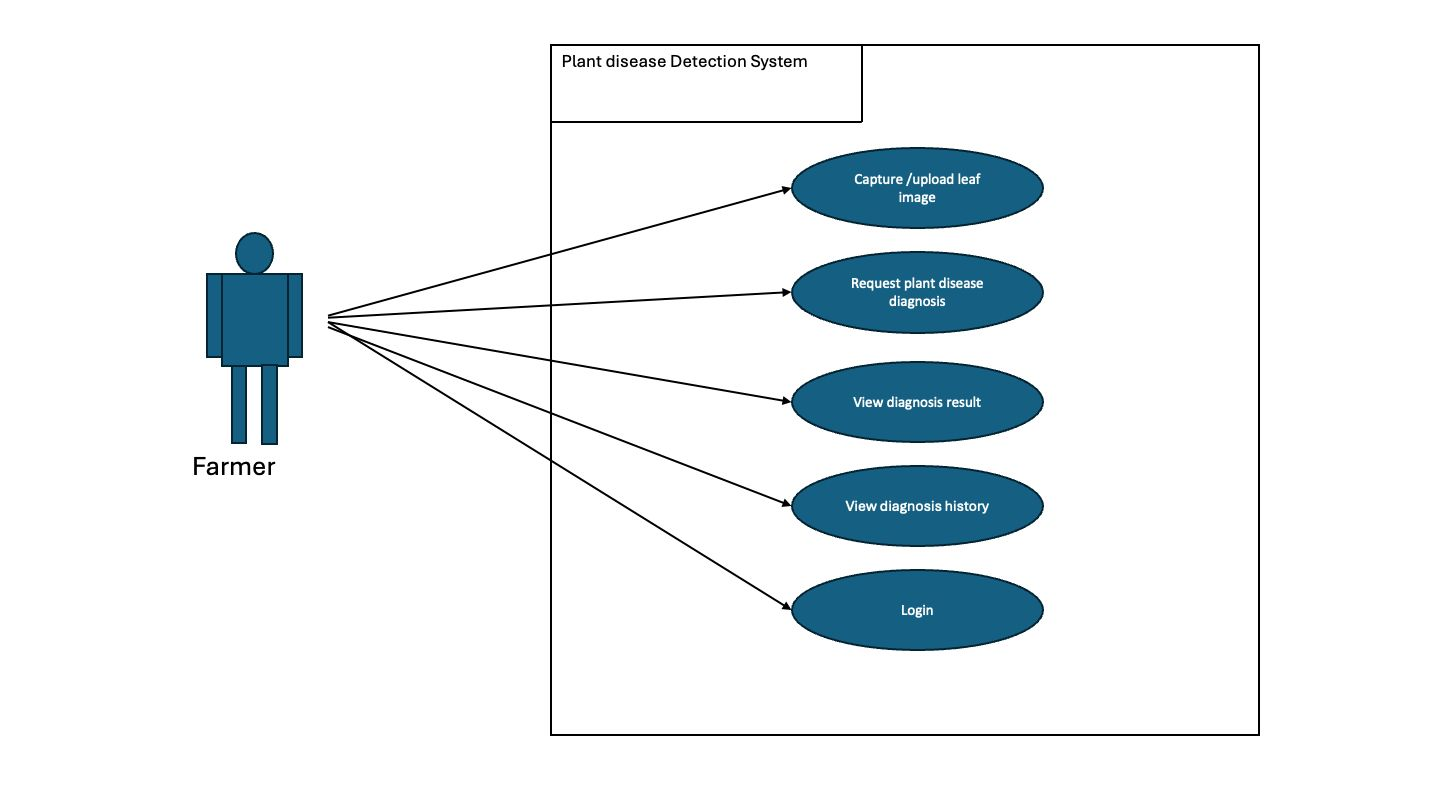 Plant disease Detection System
Capture /upload leaf
image
Request plant disease
diagnosis
View diagnosis result
Farmer
View diagnosis history
Login